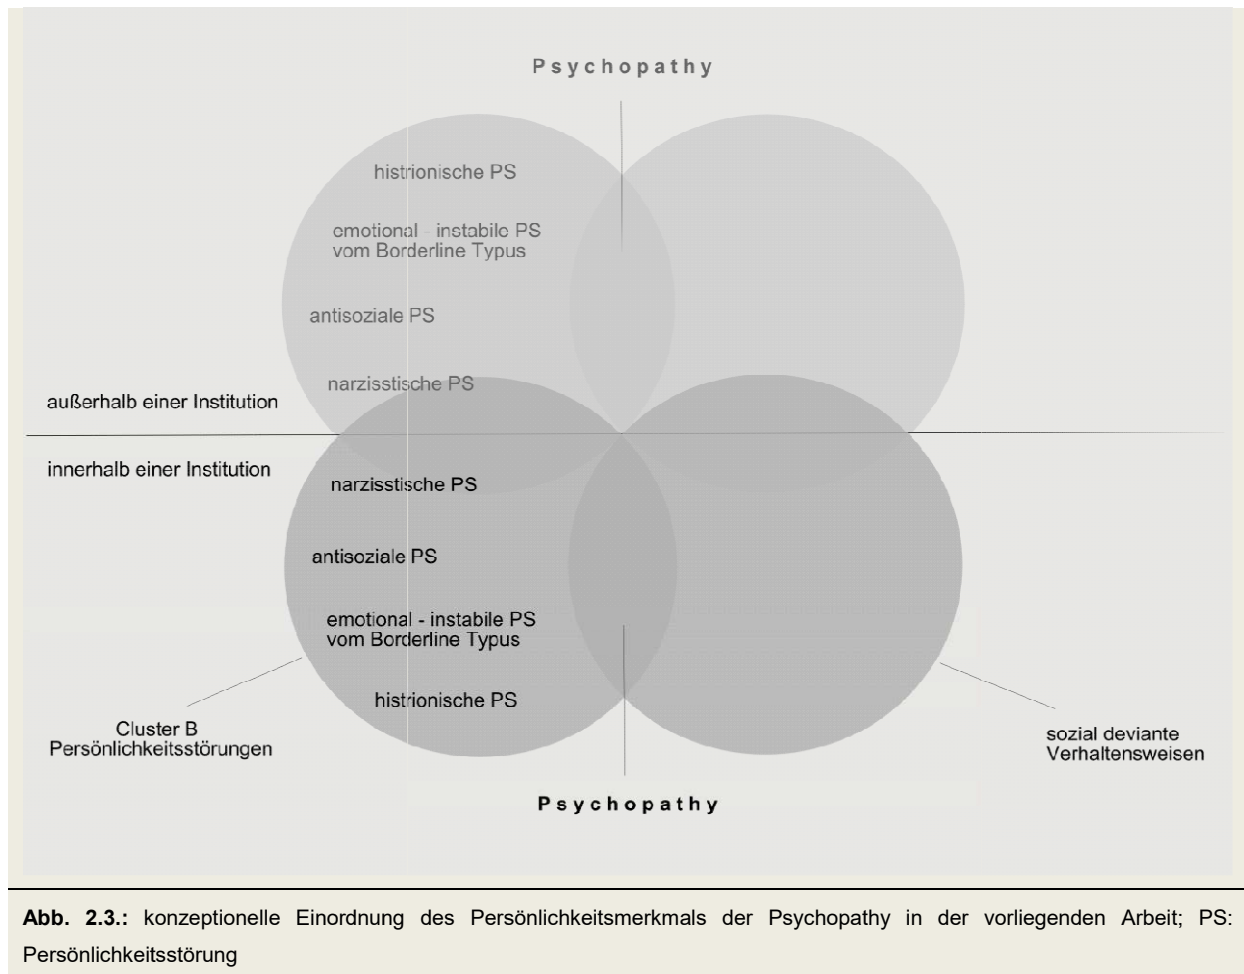 Psychopathy
histrionische PS
emotional - instabile PS
vom Borderline Typus
antisoziale PS
narzisstische PS
außerhalb einer Institution
innerhalb einer Institution
narzisstische PS
antisoziale PS
emotional - instabile PS
vom Borderline Typus
histrionische PS
Cluster B
Persönlichkeitsstörungen
sozial deviante
Verhaltensweisen
Psychopathy
Abb. 2.3.: konzeptionelle Einordnung des Persönlichkeitsmerkmals der Psychopathy in der vorliegenden Arbeit; PS:
Persönlichkeitsstörung